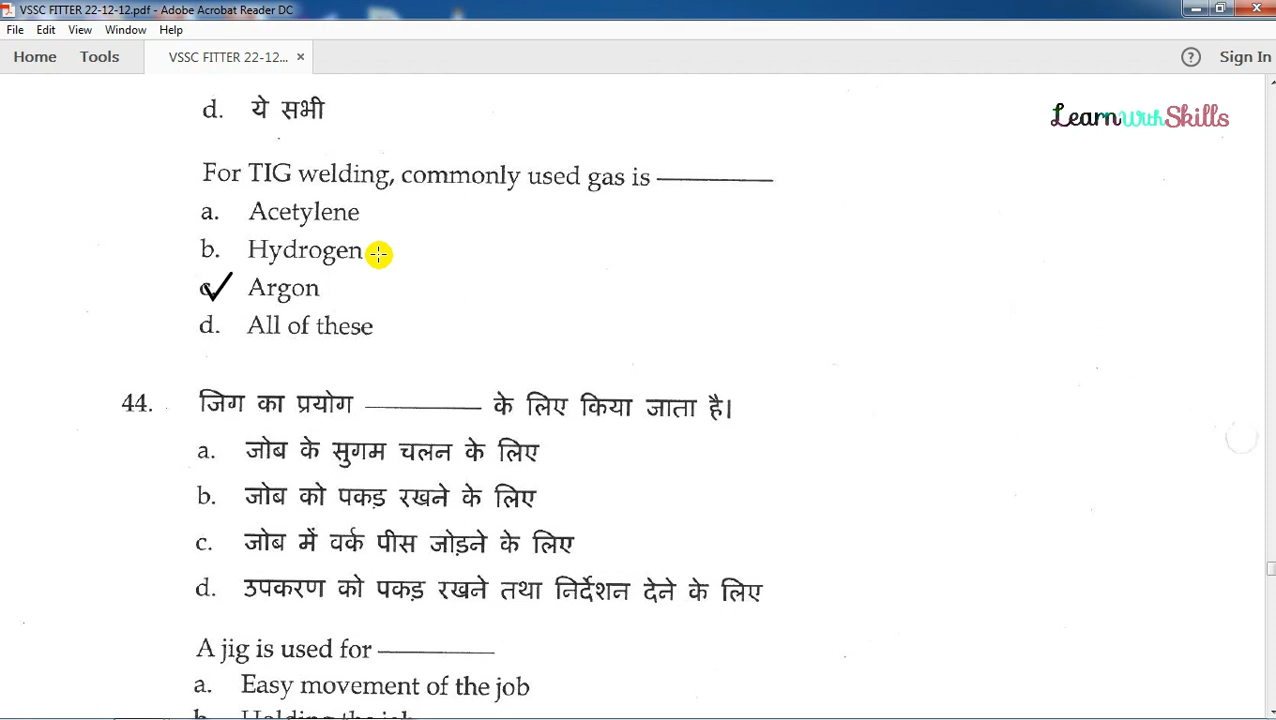 VSSC FITTER 22-12-12.pdf - Adobe Acrobat Reader DC
File Edit View Window Help
Home Tools VSSC FITTER 22-12... × ? Sign In
d. ये सभी
LearnWithSkills
For TIG welding, commonly used gas is ————
a. Acetylene
b. Hydrogen
c. Argon
d. All of these
44. जिग का प्रयोग ———— के लिए किया जाता है।
a. जोब के सुगम चलन के लिए
b. जोब को पकड़ रखने के लिए
c. जोब में वर्क पीस जोड़ने के लिए
d. उपकरण को पकड़ रखने तथा निर्देशन देने के लिए
A jig is used for ————
a. Easy movement of the job
b. Holding the job